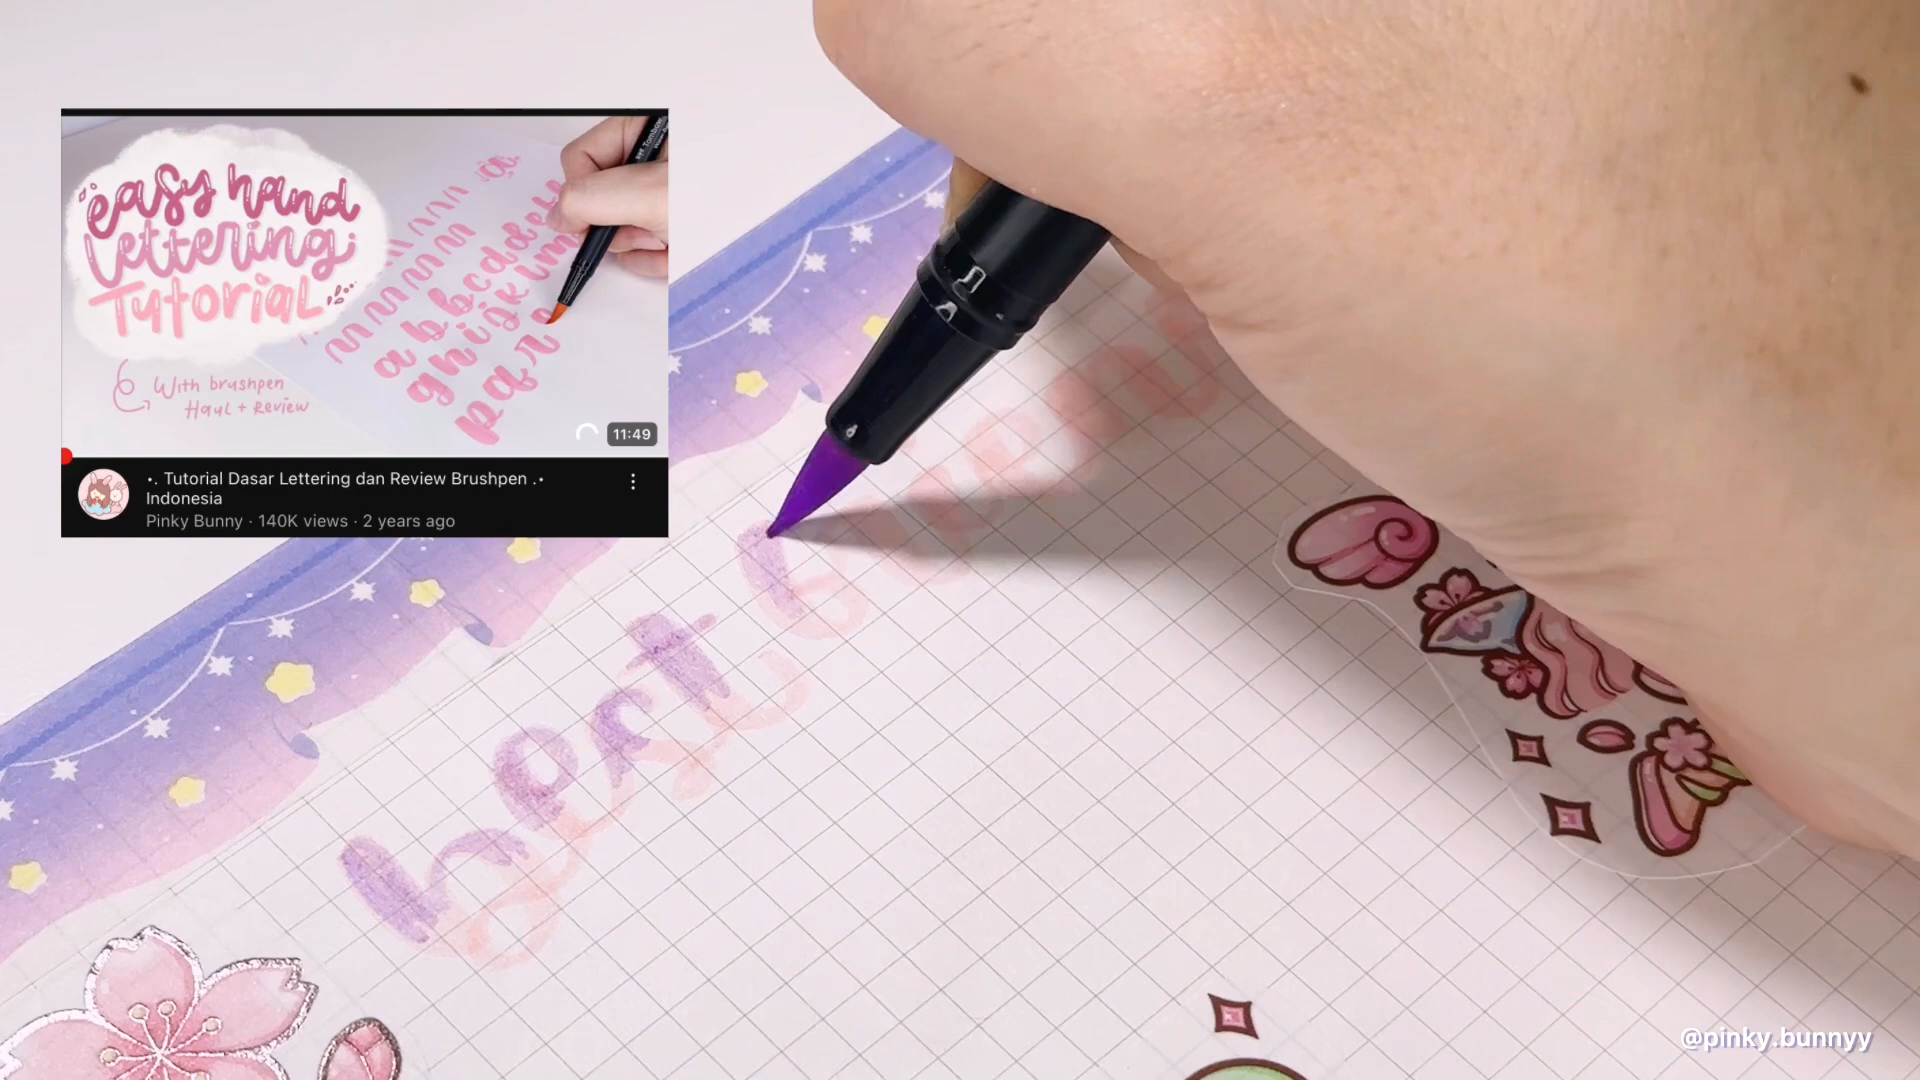 easy hand
lettering
Tutorial
With brushpen
Haul + Review
a b b c d d e
g h i j k l m
p q r
11:49
•. Tutorial Dasar Lettering dan Review Brushpen .•
Indonesia
Pinky Bunny · 140K views · 2 years ago
best
@pinky.bunnyy